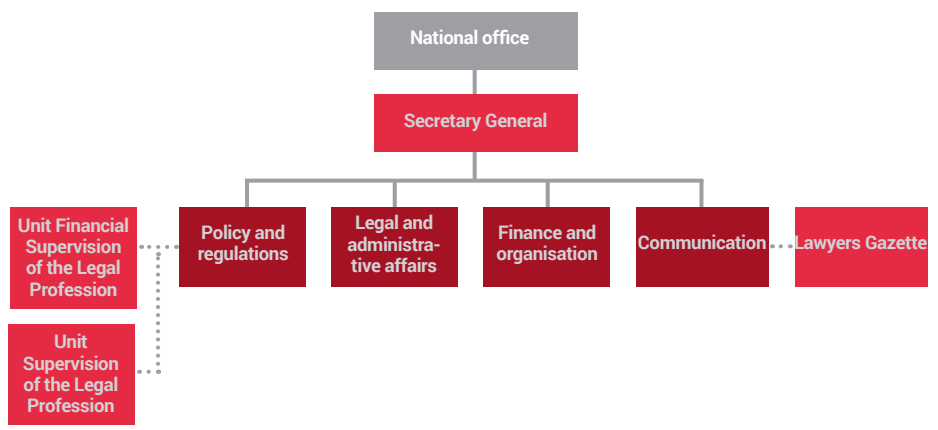 National office
Secretary General
Unit Financial
Supervision
of the Legal
Profession
Policy and
regulations
Legal and
administra-
tive affairs
Finance and
organisation
Communication
Lawyers Gazette
Unit
Supervision
of the Legal
Profession